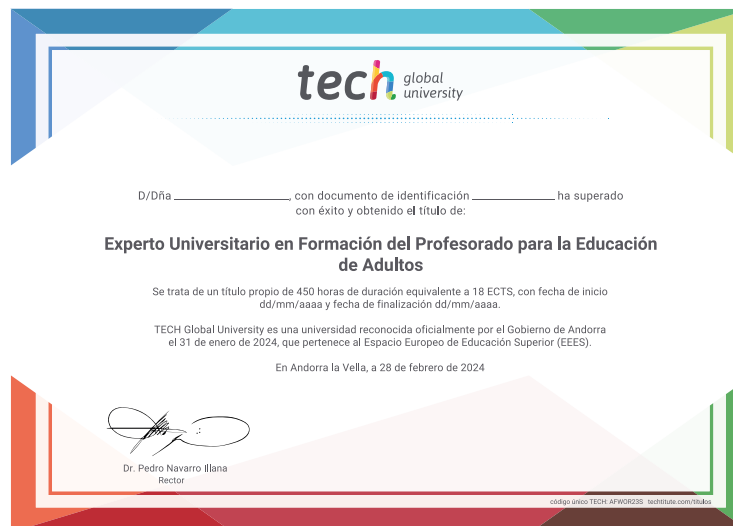 tech global university
D/Dña ____________________, con documento de identificación ______________ ha superado
con éxito y obtenido el título de:
Experto Universitario en Formación del Profesorado para la Educación
de Adultos
Se trata de un título propio de 450 horas de duración equivalente a 18 ECTS, con fecha de inicio
dd/mm/aaaa y fecha de finalización dd/mm/aaaa.
TECH Global University es una universidad reconocida oficialmente por el Gobierno de Andorra
el 31 de enero de 2024, que pertenece al Espacio Europeo de Educación Superior (EEES).
En Andorra la Vella, a 28 de febrero de 2024
Dr. Pedro Navarro Illana
Rector
código único TECH: AFWOR23S techtitute.com/titulos